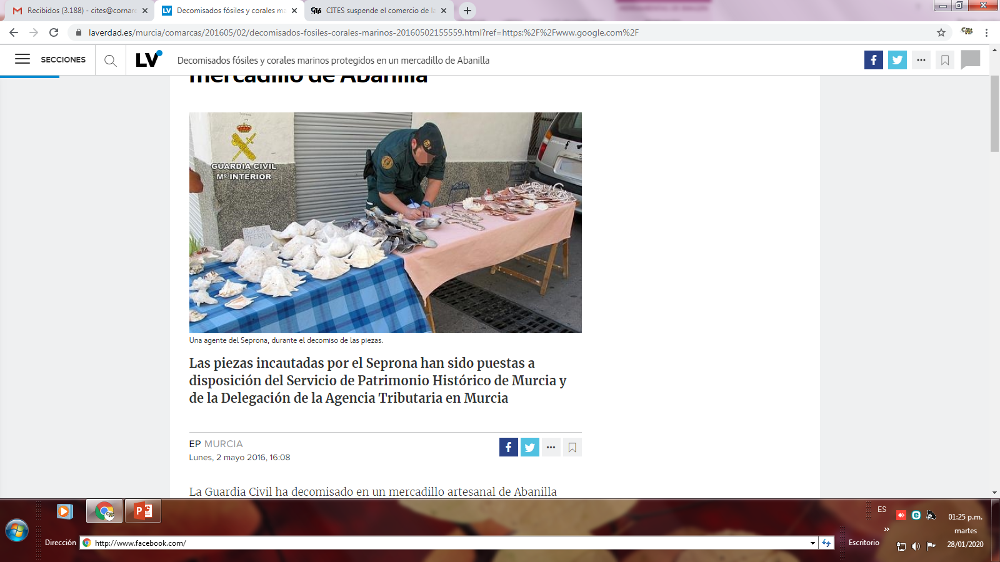 Recibidos (3.188) - cites@cornare
Decomisados fósiles y corales ma
CITES suspende el comercio de la
laverdad.es/murcia/comarcas/201605/02/decomisados-fosiles-corales-marinos-20160502155559.html?ref=https:%2F%2Fwww.google.com%2F
SECCIONES
LV
Decomisados fósiles y corales marinos protegidos en un mercadillo de Abanilla
mercadillo de Abanilla
GUARDIA CIVIL
Mº INTERIOR
SUPER
OFERTA
Una agente del Seprona, durante el decomiso de las piezas.
Las piezas incautadas por el Seprona han sido puestas a
disposición del Servicio de Patrimonio Histórico de Murcia y
de la Delegación de la Agencia Tributaria en Murcia
EP MURCIA
Lunes, 2 mayo 2016, 16:08
La Guardia Civil ha decomisado en un mercadillo artesanal de Abanilla
ES
01:25 p.m.
martes
28/01/2020
Dirección
http://www.facebook.com/
Escritorio